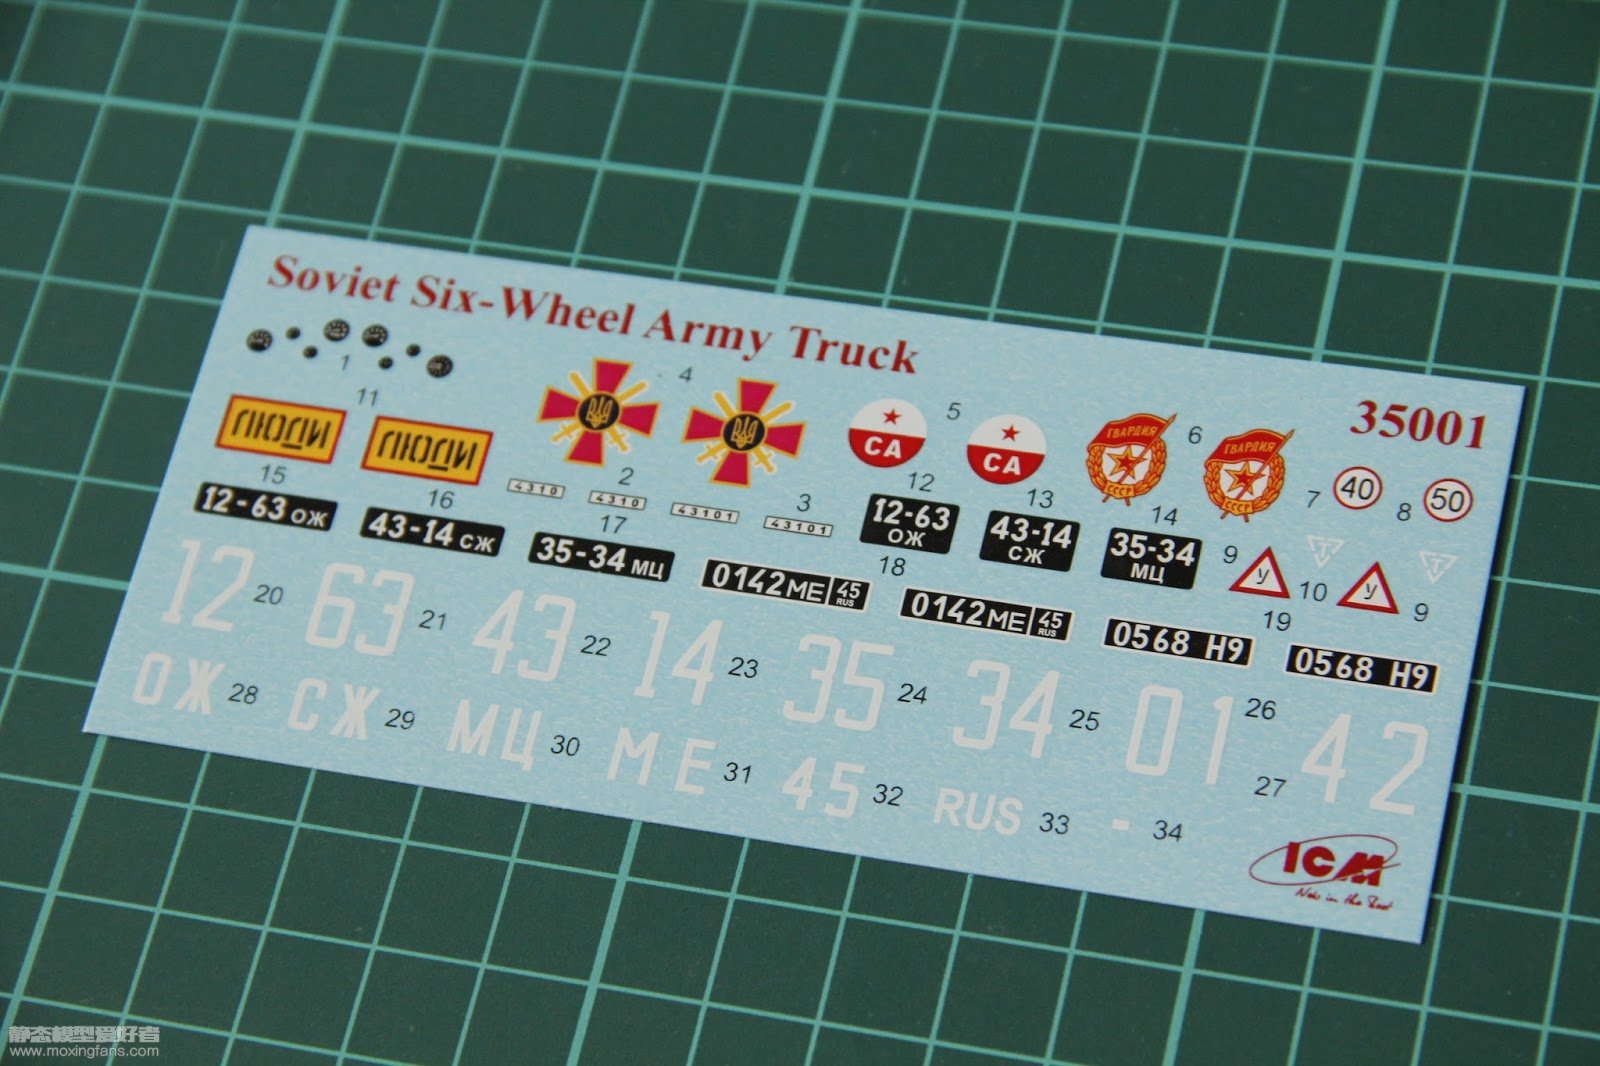 Soviet Six-Wheel Army Truck
35001
1
4
5
6
7
40
8
50
11
ЛЮДИ
ЛЮДИ
СА
СА
ГВАРДИЯ
СССР
ГВАРДИЯ
СССР
2
4310
4310
3
43101
43101
15
12-63 ОЖ
16
43-14 СЖ
17
35-34 МЦ
12
12-63
ОЖ
13
43-14
СЖ
14
35-34
МЦ
9
У
10
Т
У
Т
9
18
0142МЕ 45
RUS
0142МЕ 45
RUS
19
0568 Н9
0568 Н9
12 20
63 21
43 22
14 23
35 24
34 25
01 26
42 27
ОЖ 28
СЖ 29
МЦ 30
МЕ 31
45 32
RUS 33
- 34
ICM
静态模型爱好者
www.moxingfans.com